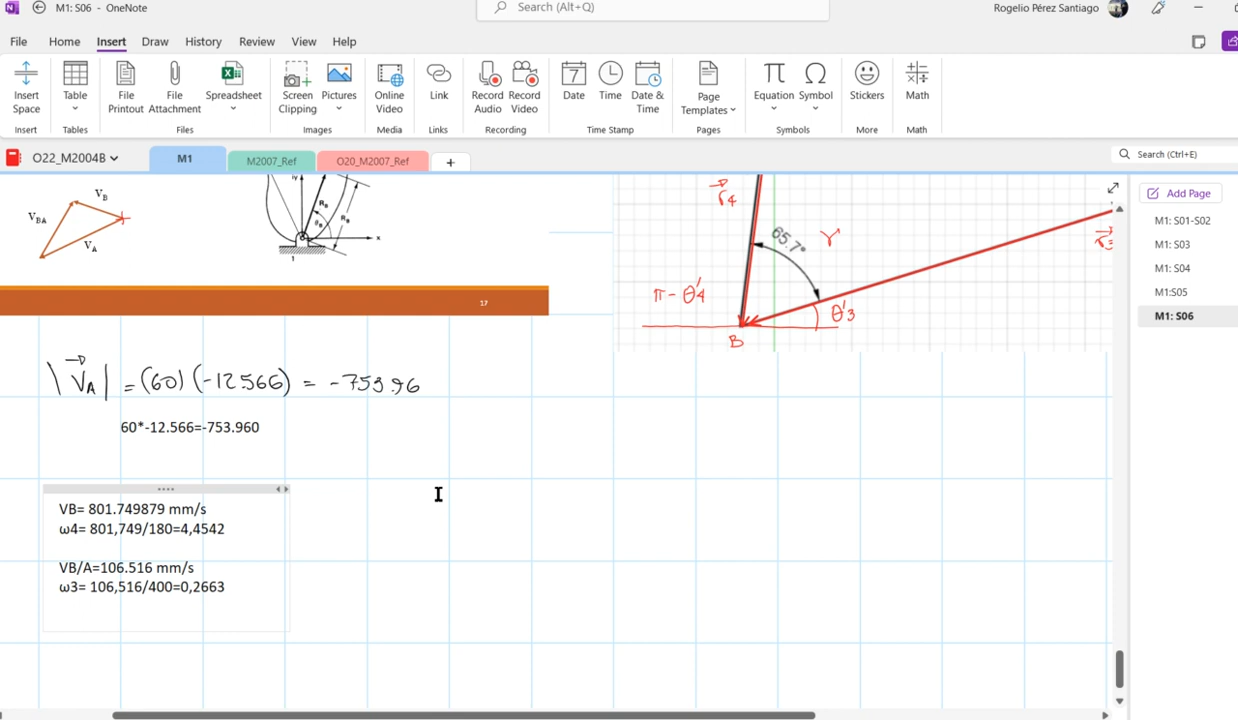 M1: S06 - OneNote
Search (Alt+Q)
Rogelio Pérez Santiago
File Home Insert Draw History Review View Help
Insert Space
Table
File Printout
File Attachment
Spreadsheet
Screen Clipping
Pictures
Online Video
Link
Record Audio
Record Video
Date
Time
Date & Time
Page Templates
Equation
Symbol
Stickers
Math
Insert Tables Files Images Media Links Recording Time Stamp Pages Symbols More Math
O22_M2004B
M1
M2007_Ref
O20_M2007_Ref
+
Search (Ctrl+E)
Add Page
M1: S01-S02
M1: S03
M1: S04
M1:S05
M1: S06
VB
VBA
VA
iy
RB
θB
RB
x
1
17
r4
65.7°
γ
r3
π - θ'4
θ'3
B
|VA| = (60) (-12.566) = -753.96
60*-12.566=-753.960
VB= 801.749879 mm/s
ω4= 801,749/180=4,4542
VB/A=106.516 mm/s
ω3= 106,516/400=0,2663